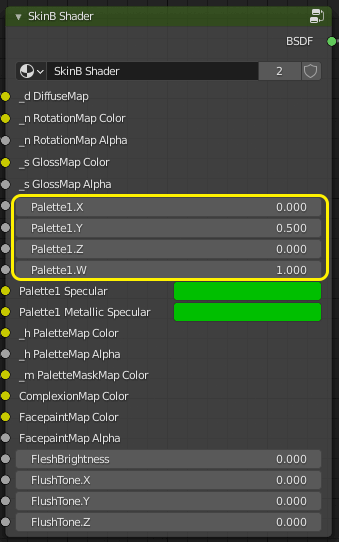 SkinB Shader
BSDF
SkinB Shader 2
_d DiffuseMap
_n RotationMap Color
_n RotationMap Alpha
_s GlossMap Color
_s GlossMap Alpha
Palette1.X 0.000
Palette1.Y 0.500
Palette1.Z 0.000
Palette1.W 1.000
Palette1 Specular
Palette1 Metallic Specular
_h PaletteMap Color
_h PaletteMap Alpha
_m PaletteMaskMap Color
ComplexionMap Color
FacepaintMap Color
FacepaintMap Alpha
FleshBrightness 0.000
FlushTone.X 0.000
FlushTone.Y 0.000
FlushTone.Z 0.000